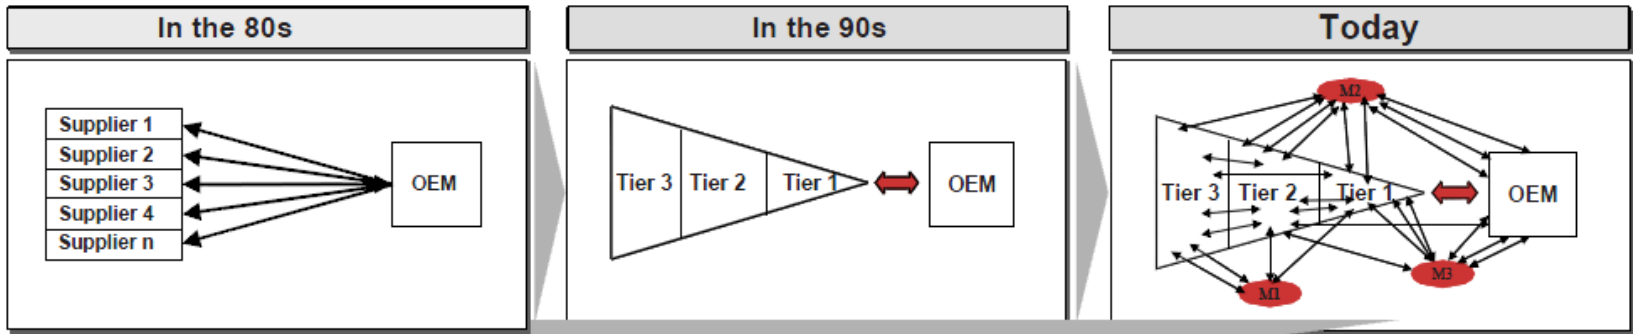 In the 80s
Supplier 1
Supplier 2
Supplier 3
Supplier 4
Supplier n
OEM
In the 90s
Tier 3 Tier 2 Tier 1
OEM
Today
M2
Tier 3 Tier 2 Tier 1
OEM
M3
M1